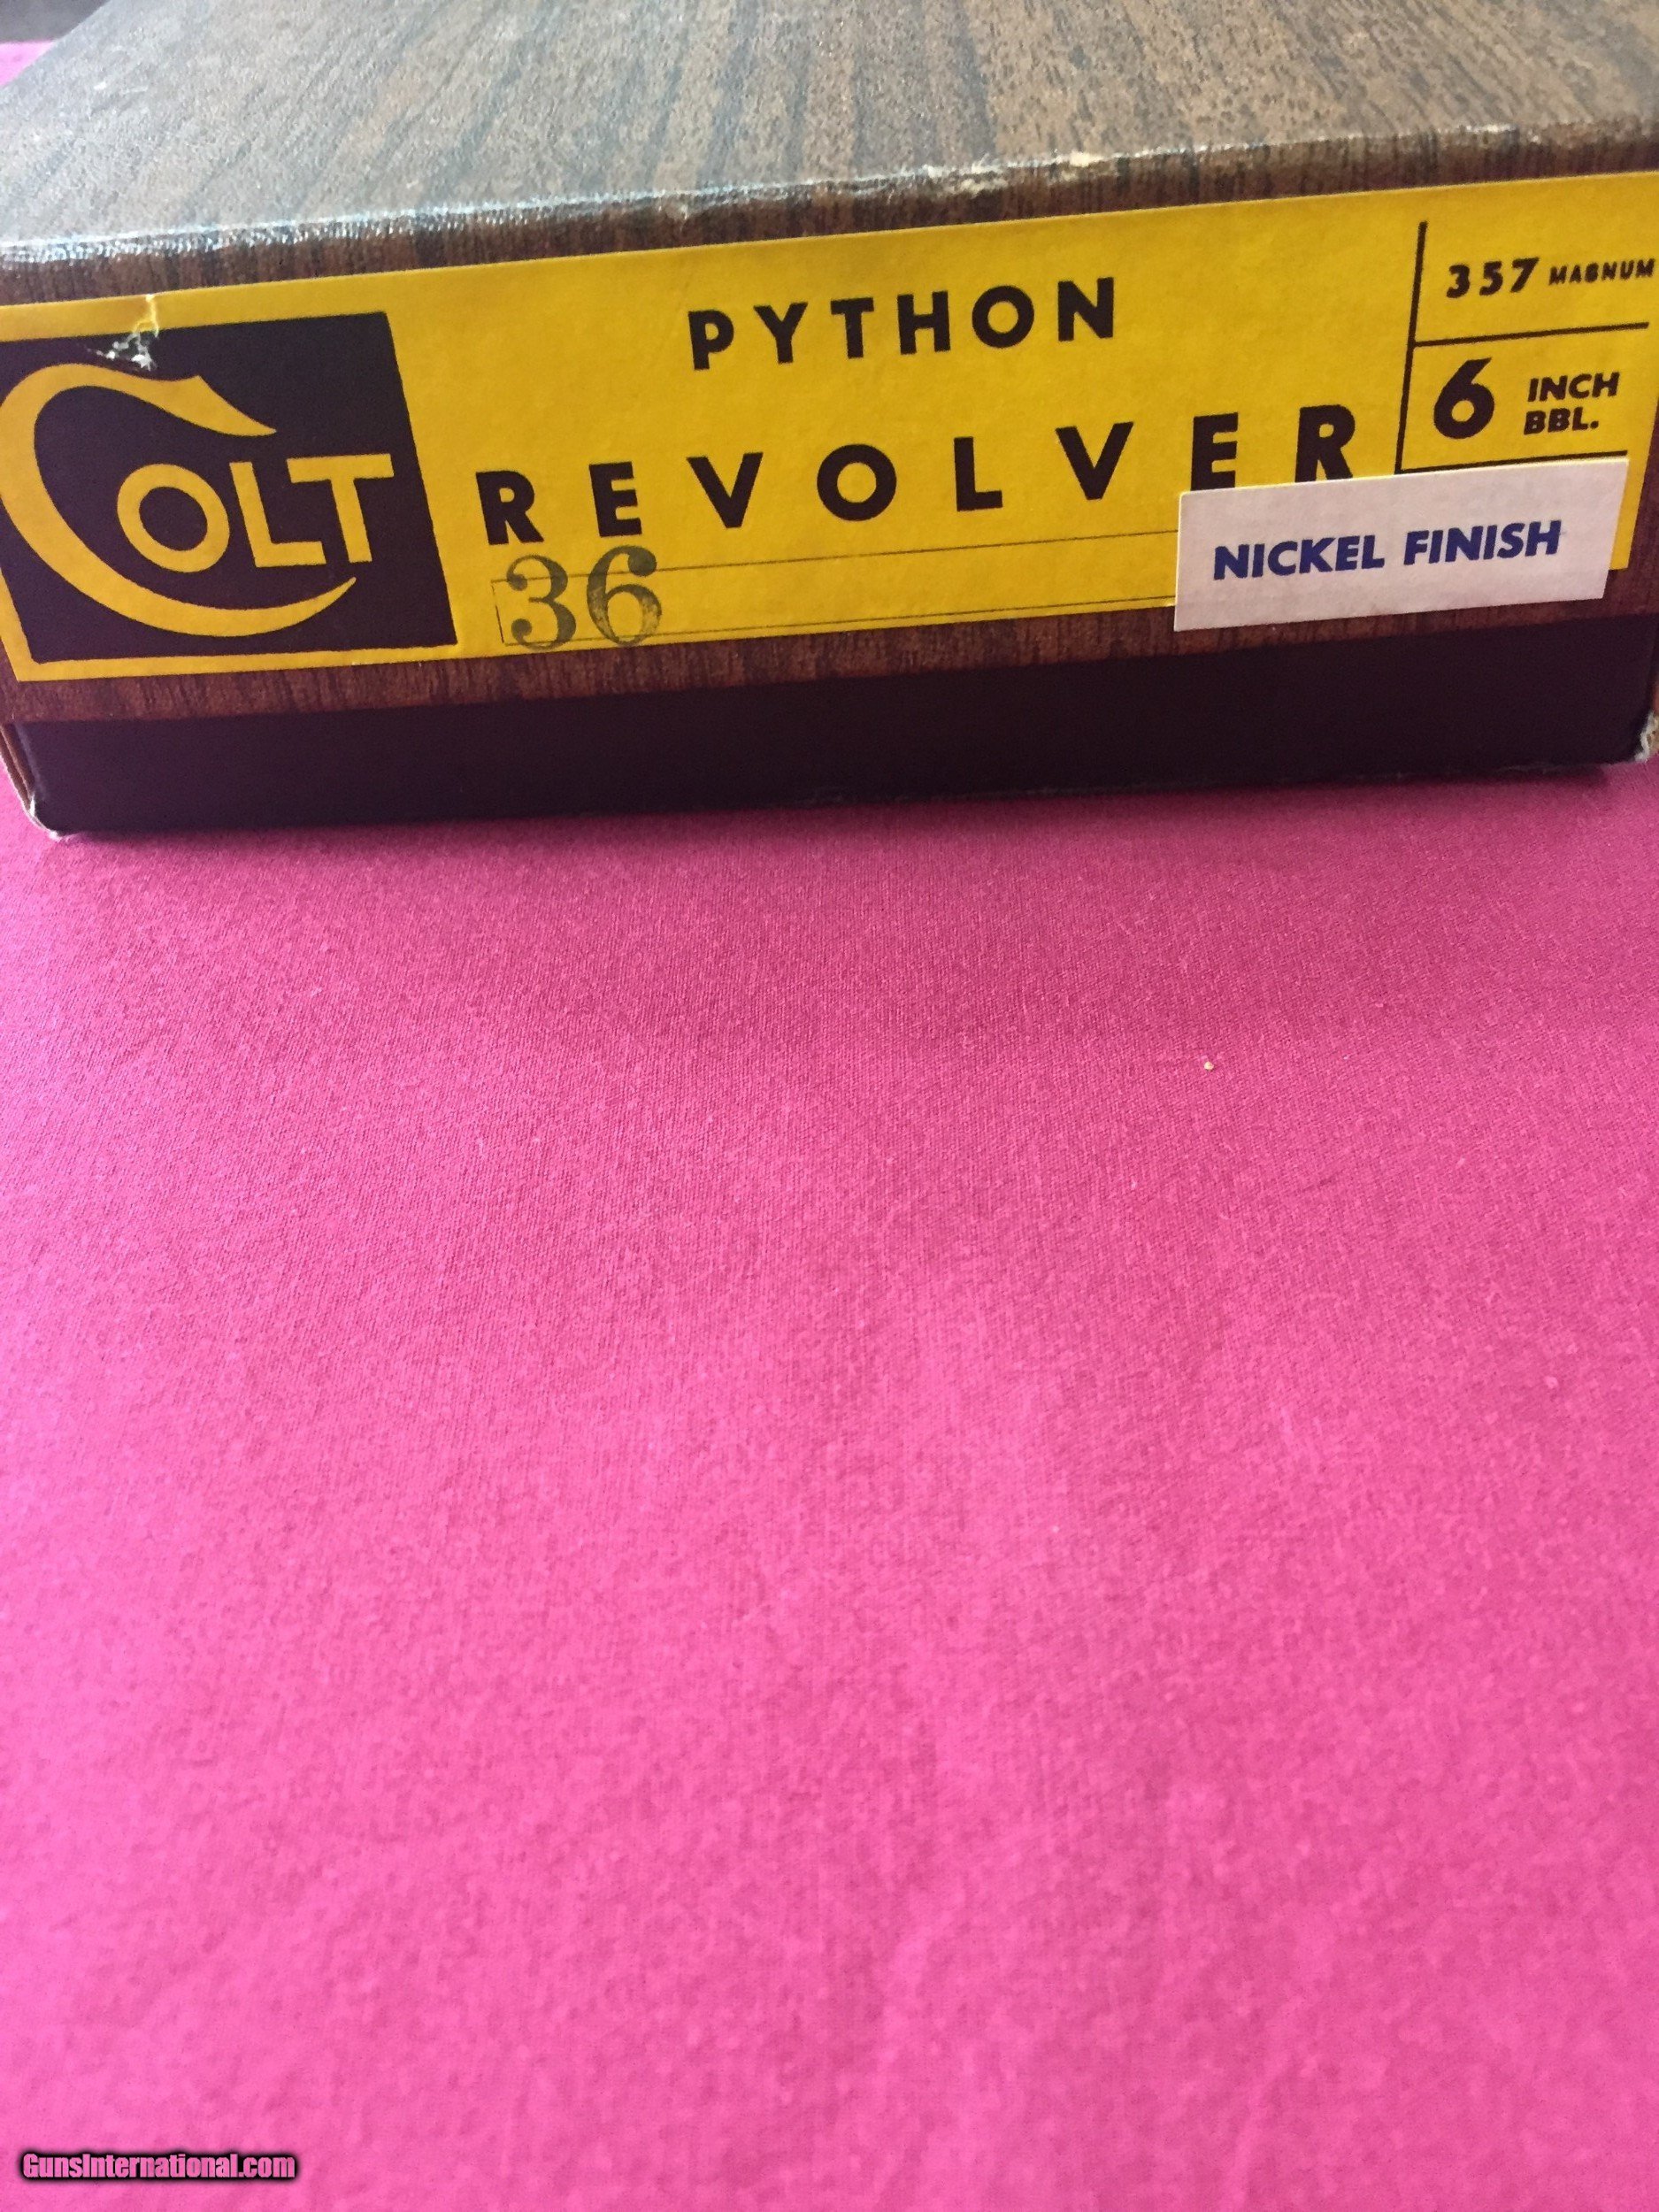 COLT
PYTHON
REVOLVER
36
357 MAGNUM
6 INCH
BBL.
NICKEL FINISH
GunsInternational.com